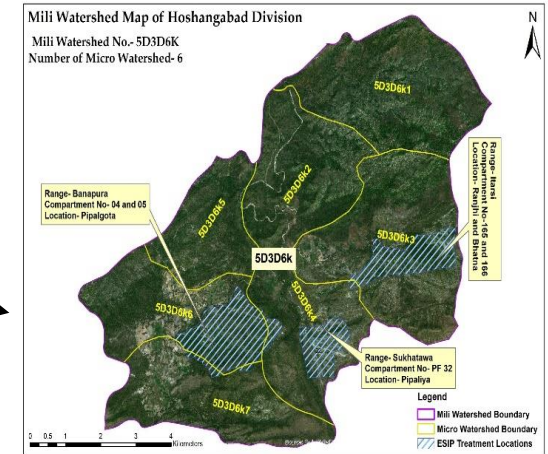 Mili Watershed Map of Hoshangabad Division
Mili Watershed No.- 5D3D6K
Number of Micro Watershed- 6
N
5D3D6k1
5D3D6k2
Range- Itarsi
Compartment No-165 and 166
Location- Ranjhi and Bhatna
Range- Banapura
Compartment No- 04 and 05
Location- Pipalgota
5D3D6k5
5D3D6k3
5D3D6k
5D3D6k4
5D3D6k6
Range- Sukhatawa
Compartment No- PF 32
Location- Pipaliya
5D3D6k7
Legend
Mili Watershed Boundary
Micro Watershed Boundary
ESIP Treatment Locations
0 0.5 1 2 3 4
Kilometers